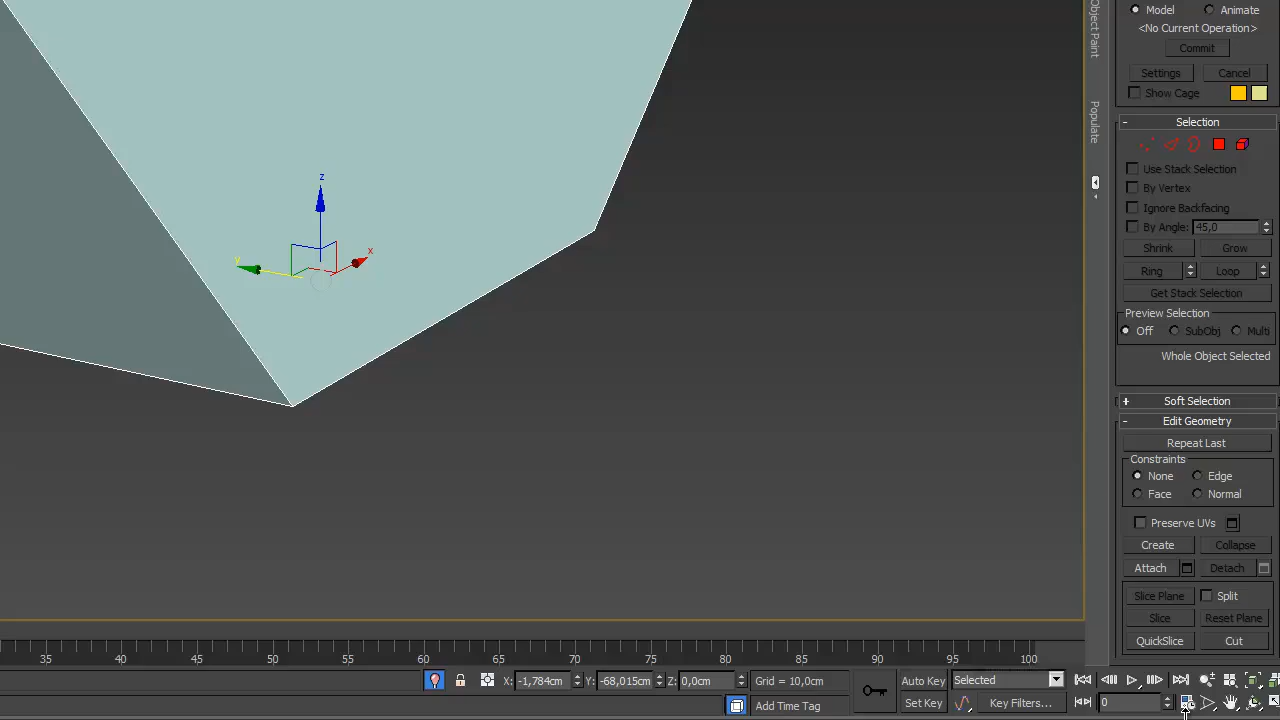 Object Paint
Populate
Model
Animate
<No Current Operation>
Commit
Settings
Cancel
Show Cage
-
Selection
Use Stack Selection
By Vertex
Ignore Backfacing
By Angle: 45,0
Shrink
Grow
Ring
Loop
Get Stack Selection
Preview Selection
Off
SubObj
Multi
Whole Object Selected
+
Soft Selection
-
Edit Geometry
Repeat Last
Constraints
None
Edge
Face
Normal
Preserve UVs
Create
Collapse
Attach
Detach
Slice Plane
Split
Slice
Reset Plane
QuickSlice
Cut
z
y
x
35 40 45 50 55 60 65 70 75 80 85 90 95 100
X: -1,784cm Y: -68,015cm Z: 0,0cm Grid = 10,0cm
Auto Key
Selected
Add Time Tag
Set Key
Key Filters...
0